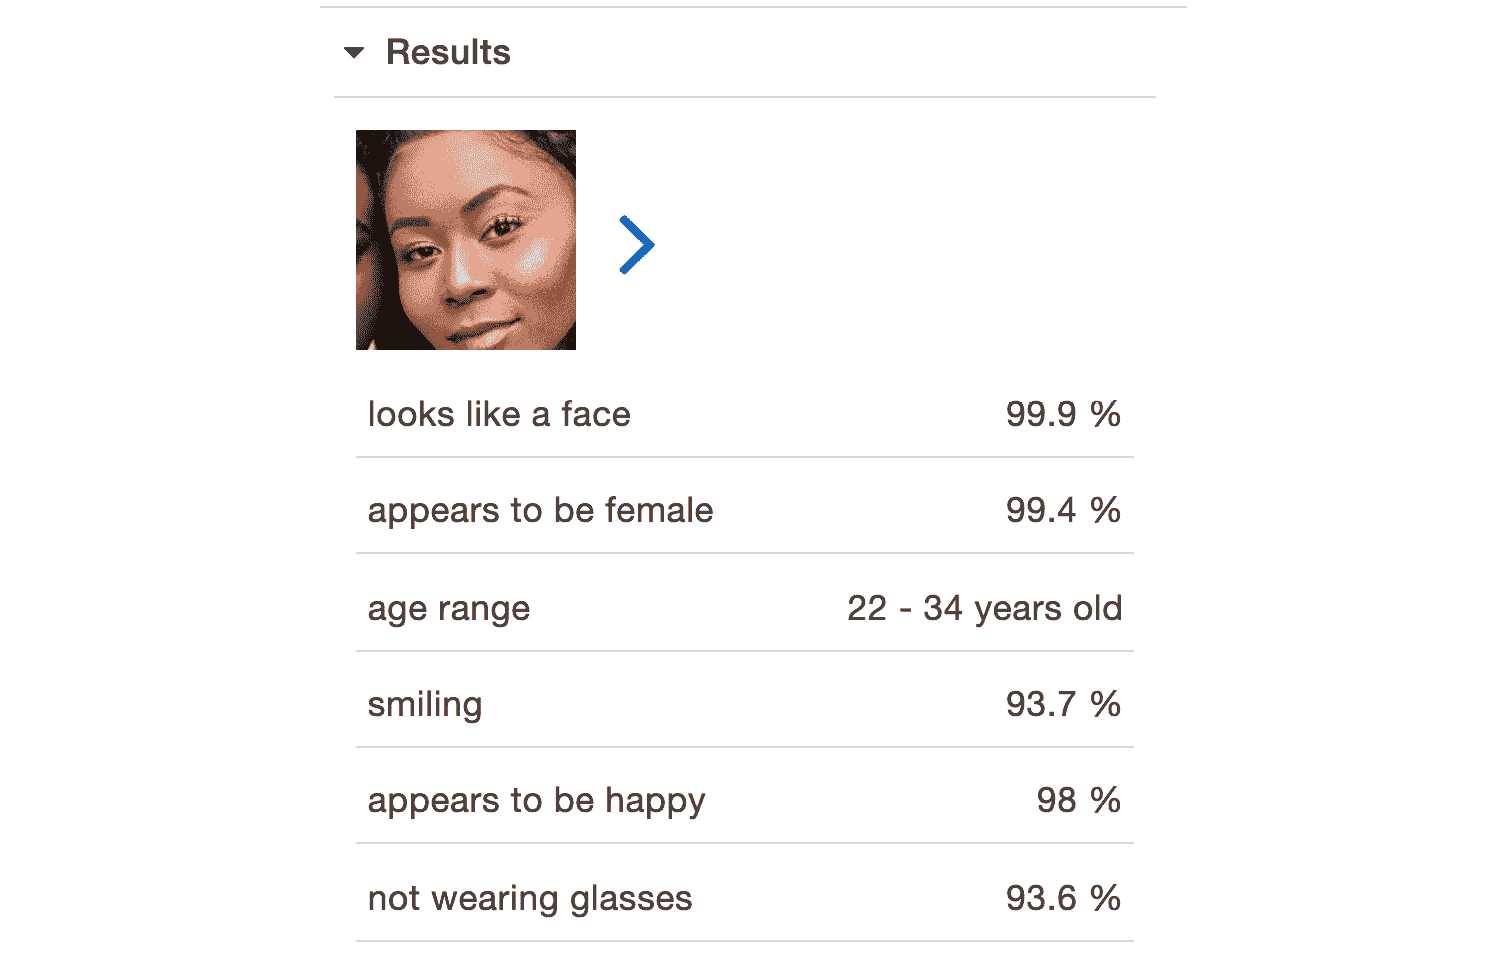 Results
looks like a face 99.9 %
appears to be female 99.4 %
age range 22 - 34 years old
smiling 93.7 %
appears to be happy 98 %
not wearing glasses 93.6 %